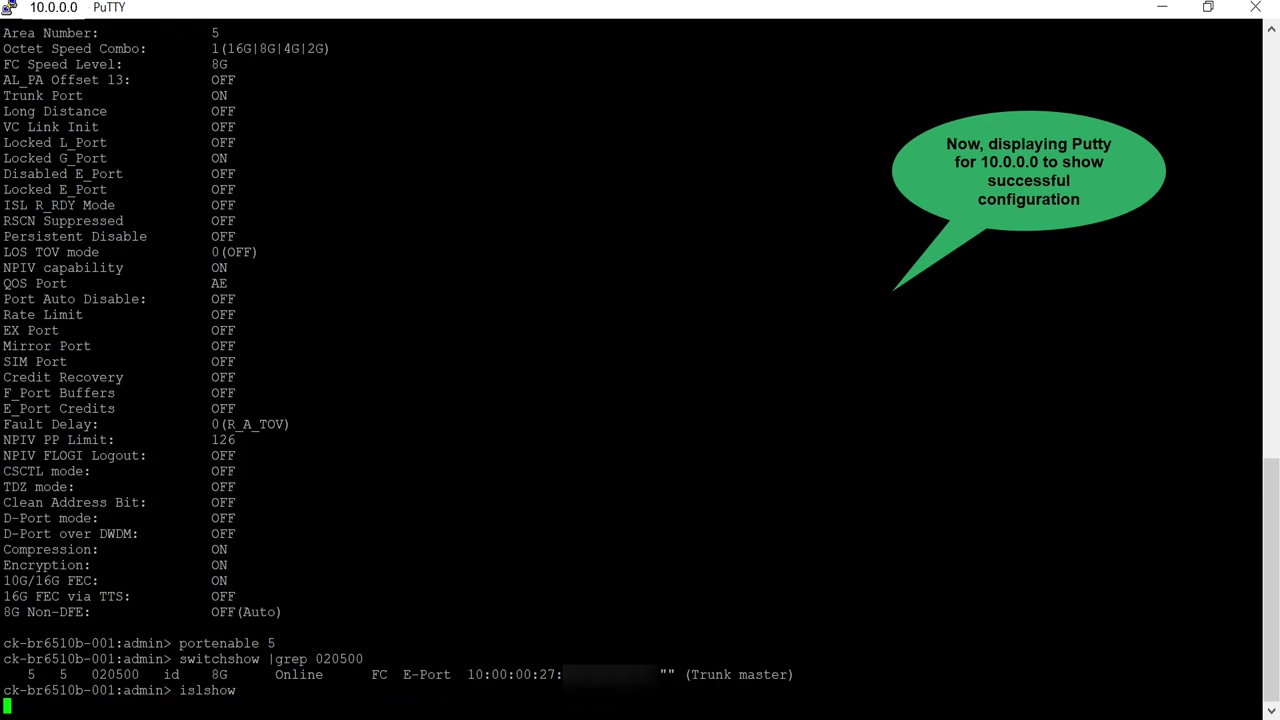 10.0.0.0 PuTTY
Area Number: 5
Octet Speed Combo: 1(16G|8G|4G|2G)
FC Speed Level: 8G
AL_PA Offset 13: OFF
Trunk Port ON
Long Distance OFF
VC Link Init OFF
Locked L_Port OFF
Locked G_Port ON
Disabled E_Port OFF
Locked E_Port OFF
ISL R_RDY Mode OFF
RSCN Suppressed OFF
Persistent Disable OFF
LOS TOV mode 0(OFF)
NPIV capability ON
QOS Port AE
Port Auto Disable: OFF
Rate Limit OFF
EX Port OFF
Mirror Port OFF
SIM Port OFF
Credit Recovery OFF
F_Port Buffers OFF
E_Port Credits OFF
Fault Delay: 0(R_A_TOV)
NPIV PP Limit: 126
NPIV FLOGI Logout: OFF
CSCTL mode: OFF
TDZ mode: OFF
Clean Address Bit: OFF
D-Port mode: OFF
D-Port over DWDM: OFF
Compression: ON
Encryption: ON
10G/16G FEC: ON
16G FEC via TTS: OFF
8G Non-DFE: OFF(Auto)
ck-br6510b-001:admin> portenable 5
ck-br6510b-001:admin> switchshow |grep 020500
5 5 020500 id 8G Online FC E-Port 10:00:00:27: "" (Trunk master)
ck-br6510b-001:admin> islshow
Now, displaying Putty
for 10.0.0.0 to show
successful
configuration